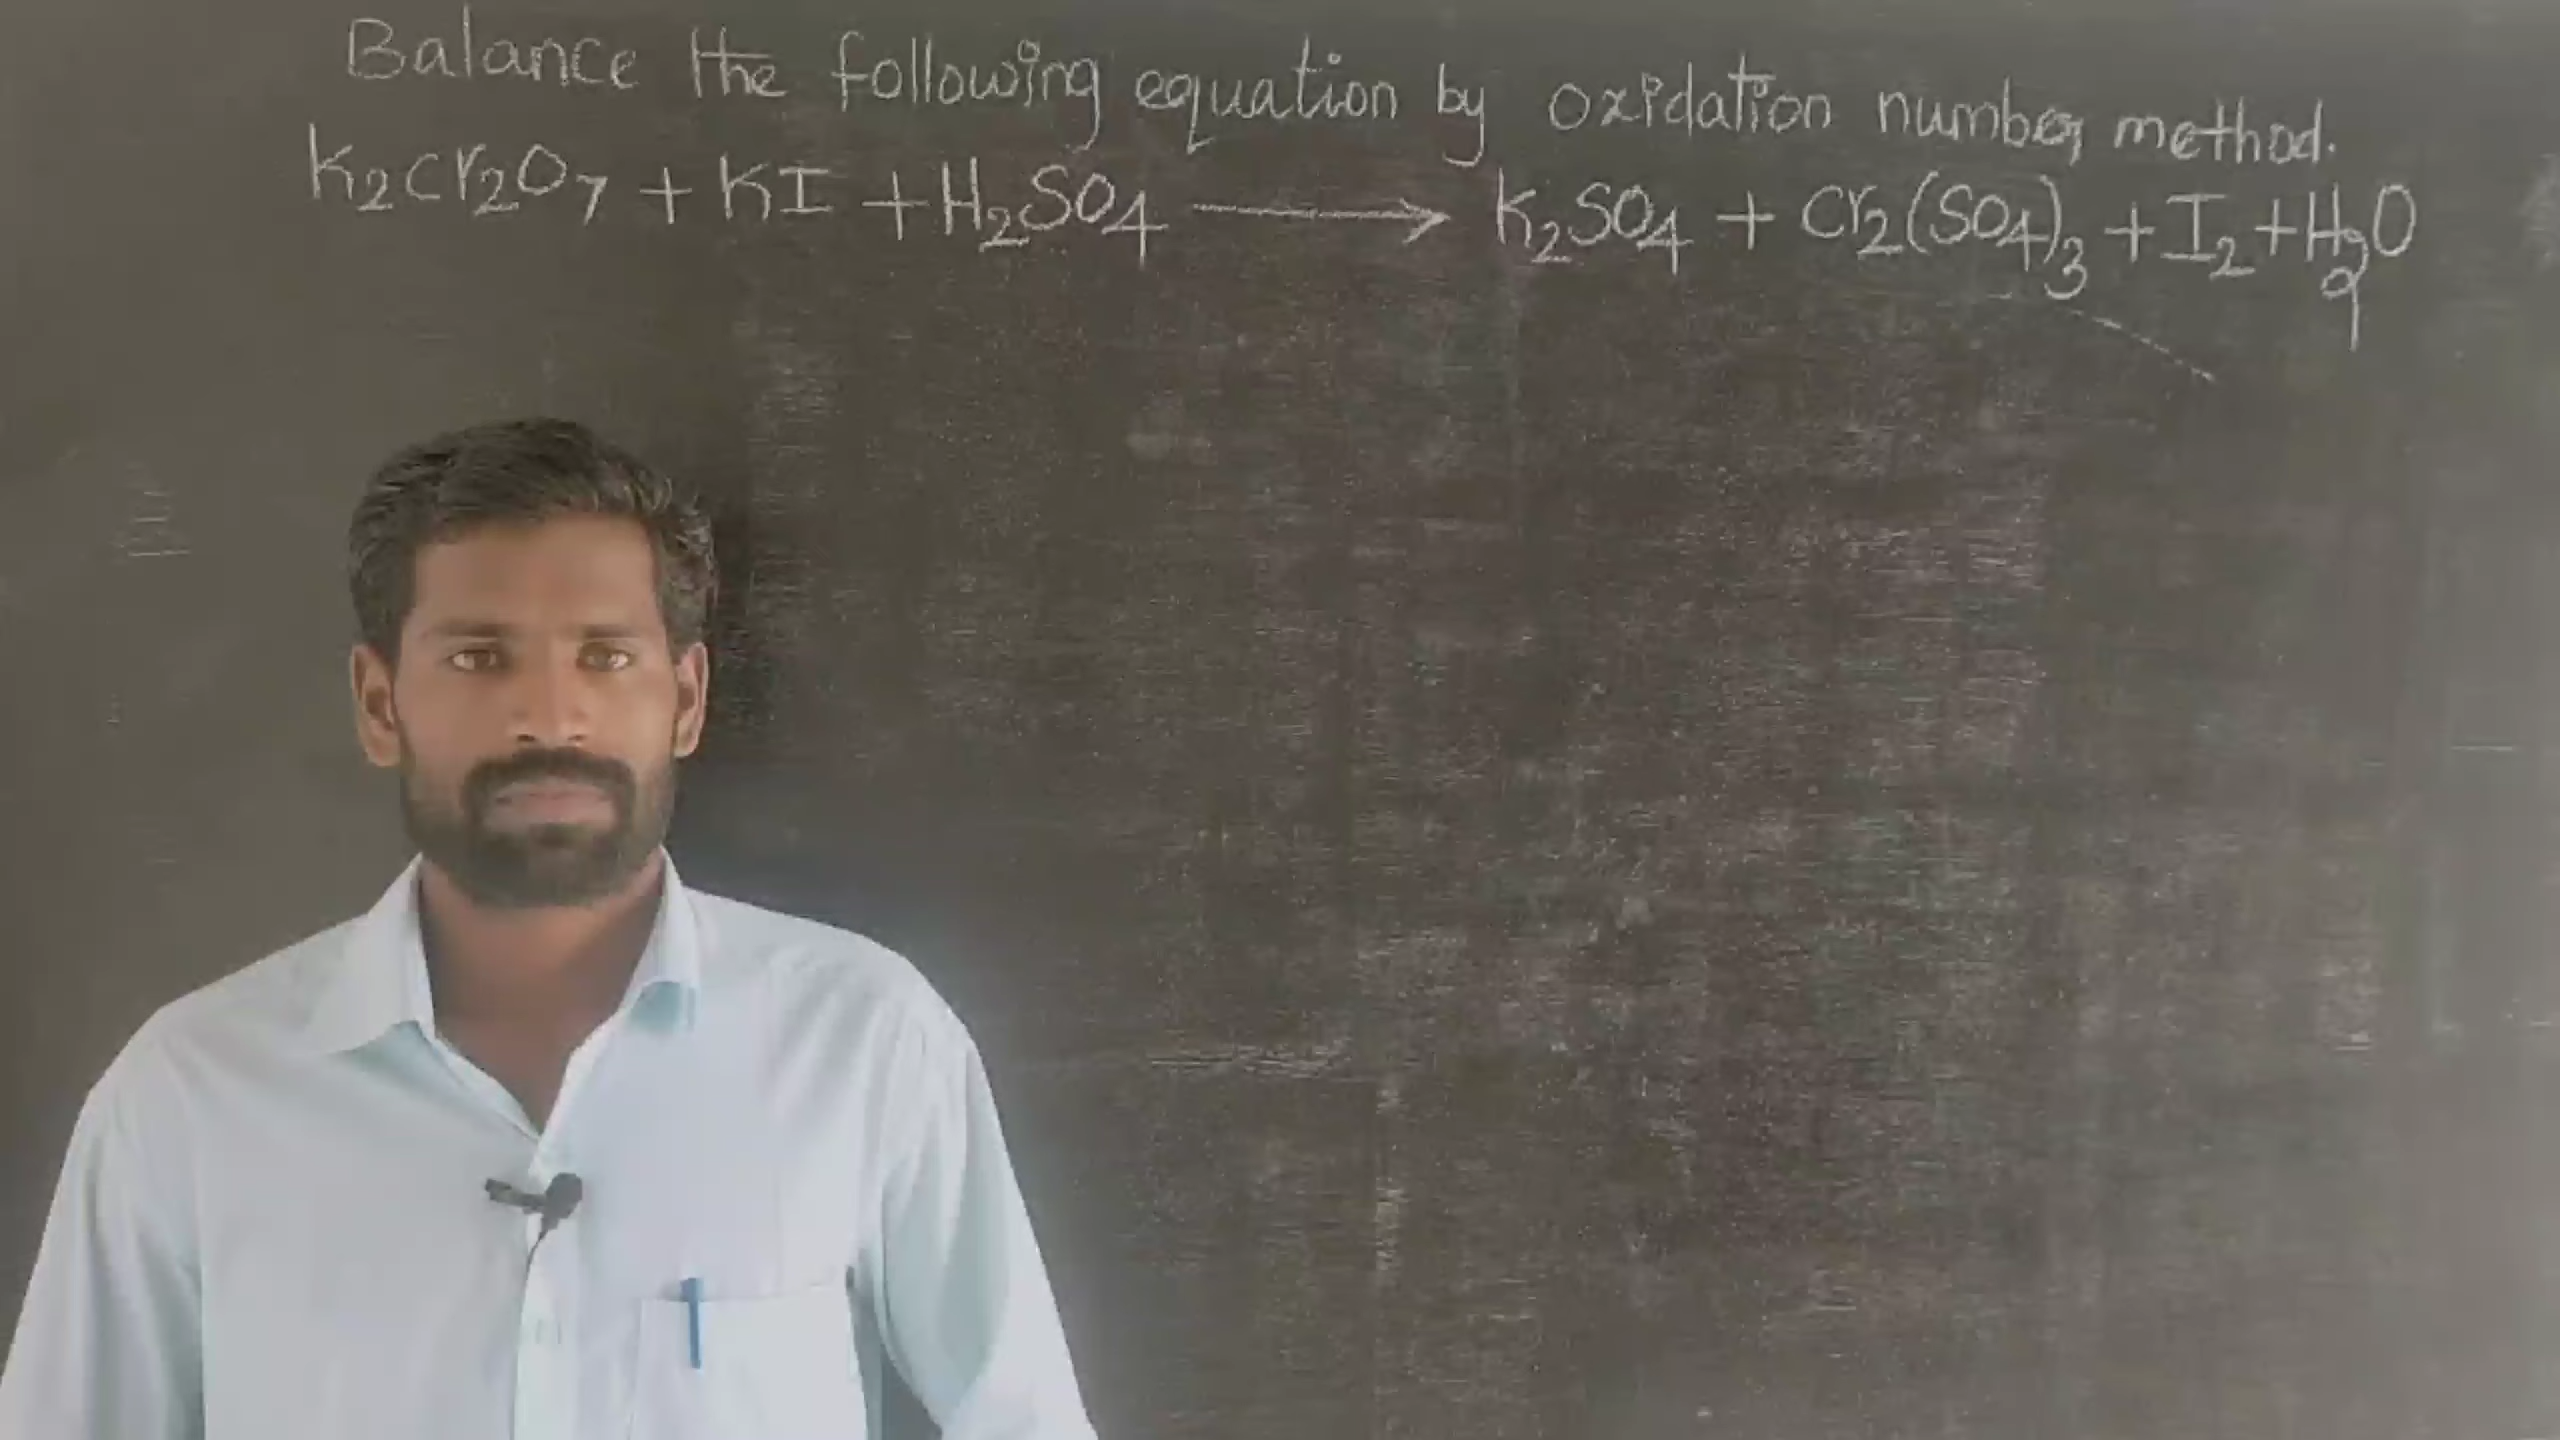 Balance the following equation by oxidation number method.
K₂Cr₂O₇ + KI + H₂SO₄ ⟶ K₂SO₄ + Cr₂(SO₄)₃ + I₂ + H₂O